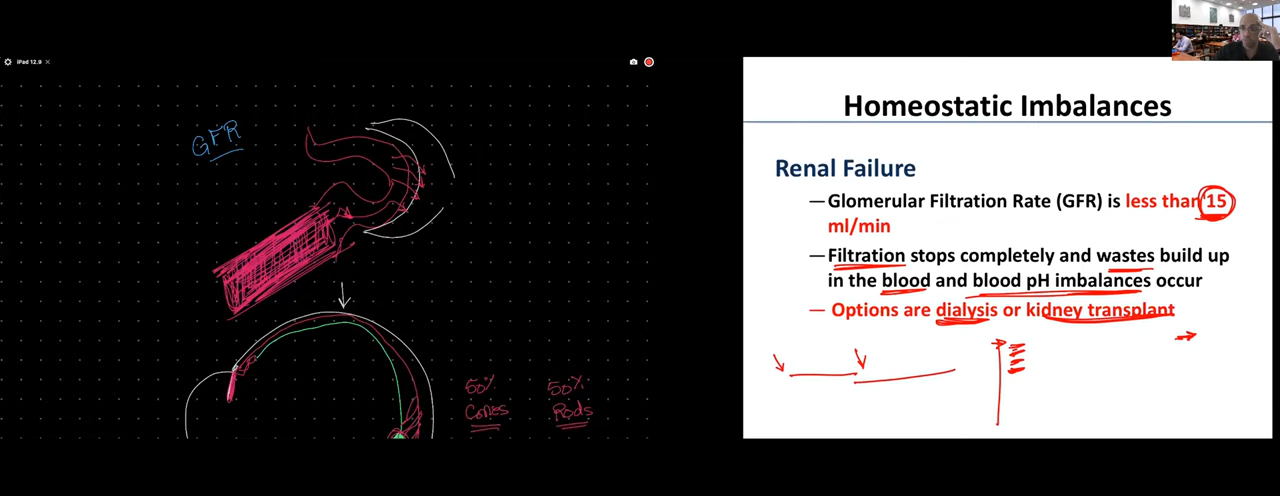 iPad 12.9
GFR
50% 50%
Cones Rods
Homeostatic Imbalances
Renal Failure
—Glomerular Filtration Rate (GFR) is less than 15
ml/min
—Filtration stops completely and wastes build up
in the blood and blood pH imbalances occur
— Options are dialysis or kidney transplant